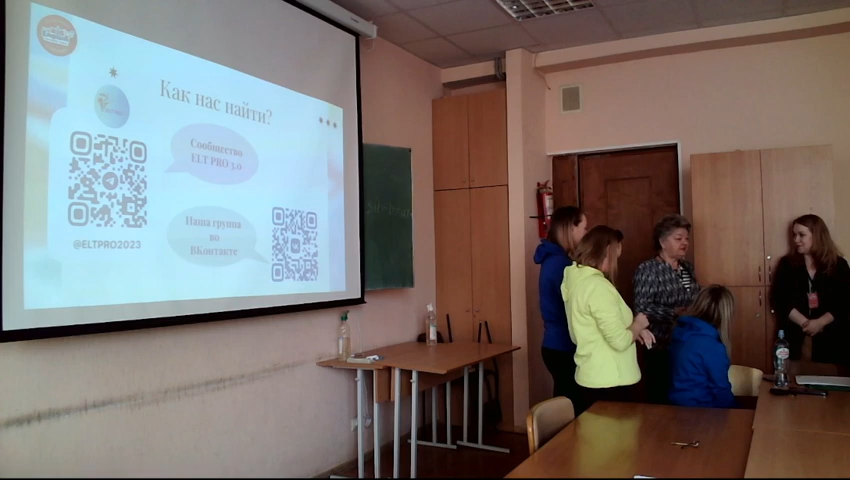 Как нас найти?
Сообщество
ELT PRO 3.0
@ELTPRO2023
Наша группа
во
ВКонтакте